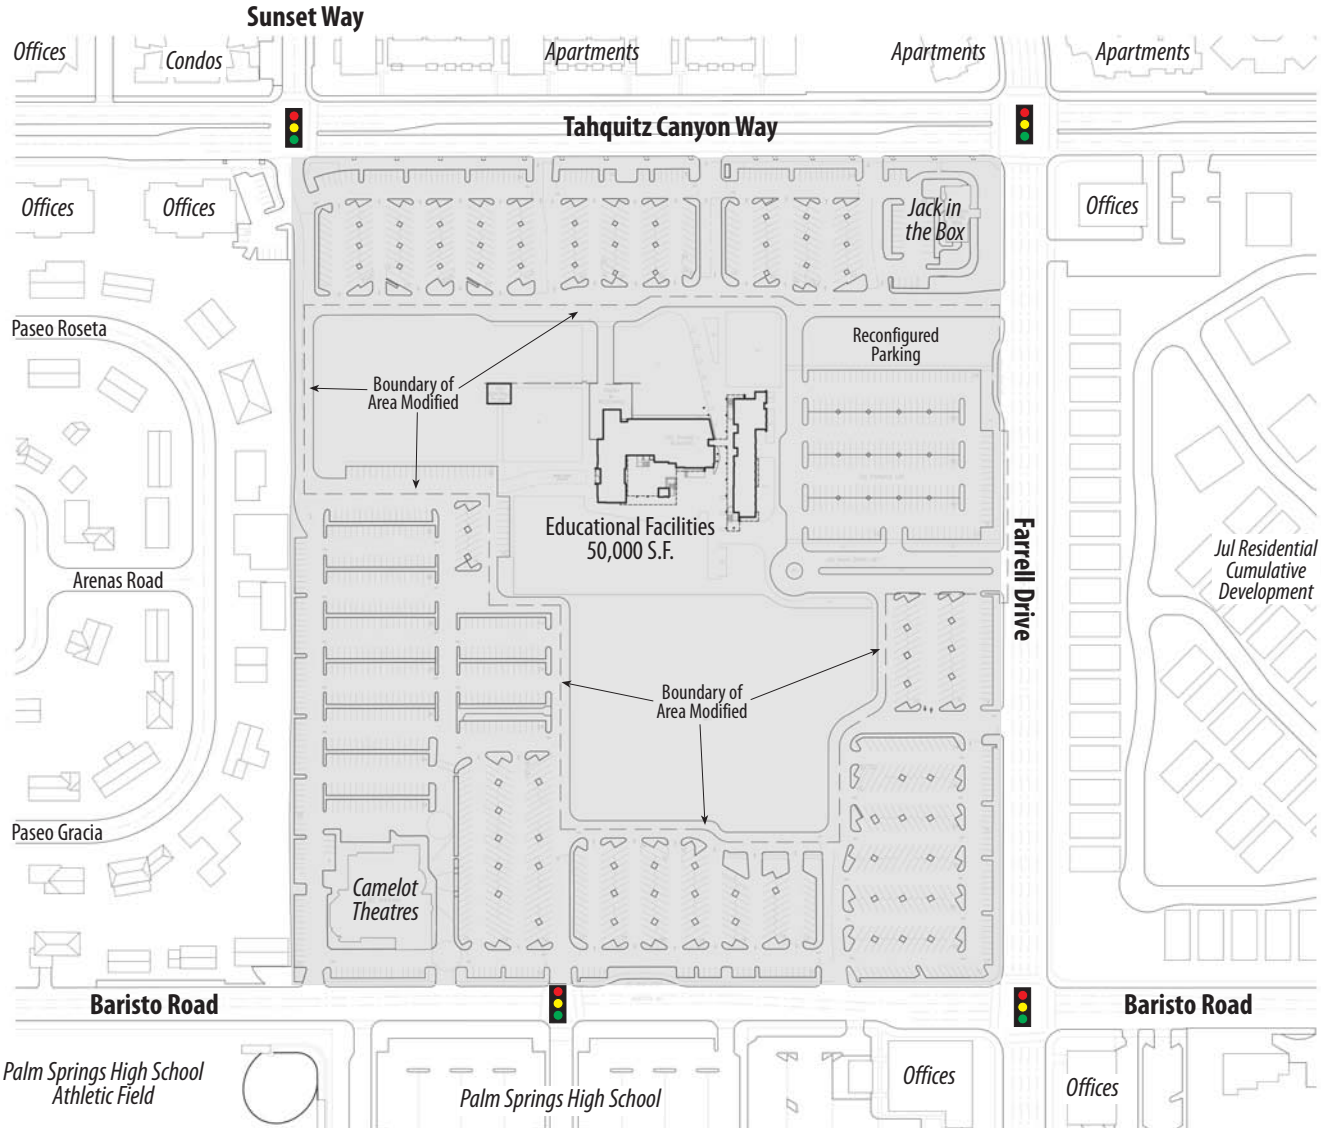 Sunset Way
Offices
Condos
Apartments
Apartments
Apartments
Tahquitz Canyon Way
Offices
Offices
Jack in
the Box
Offices
Paseo Roseta
Reconfigured
Parking
Boundary of
Area Modified
Educational Facilities
50,000 S.F.
Farrell Drive
Jul Residential
Cumulative
Development
Arenas Road
Boundary of
Area Modified
Paseo Gracia
Camelot
Theatres
Baristo Road
Baristo Road
Palm Springs High School
Athletic Field
Palm Springs High School
Offices
Offices